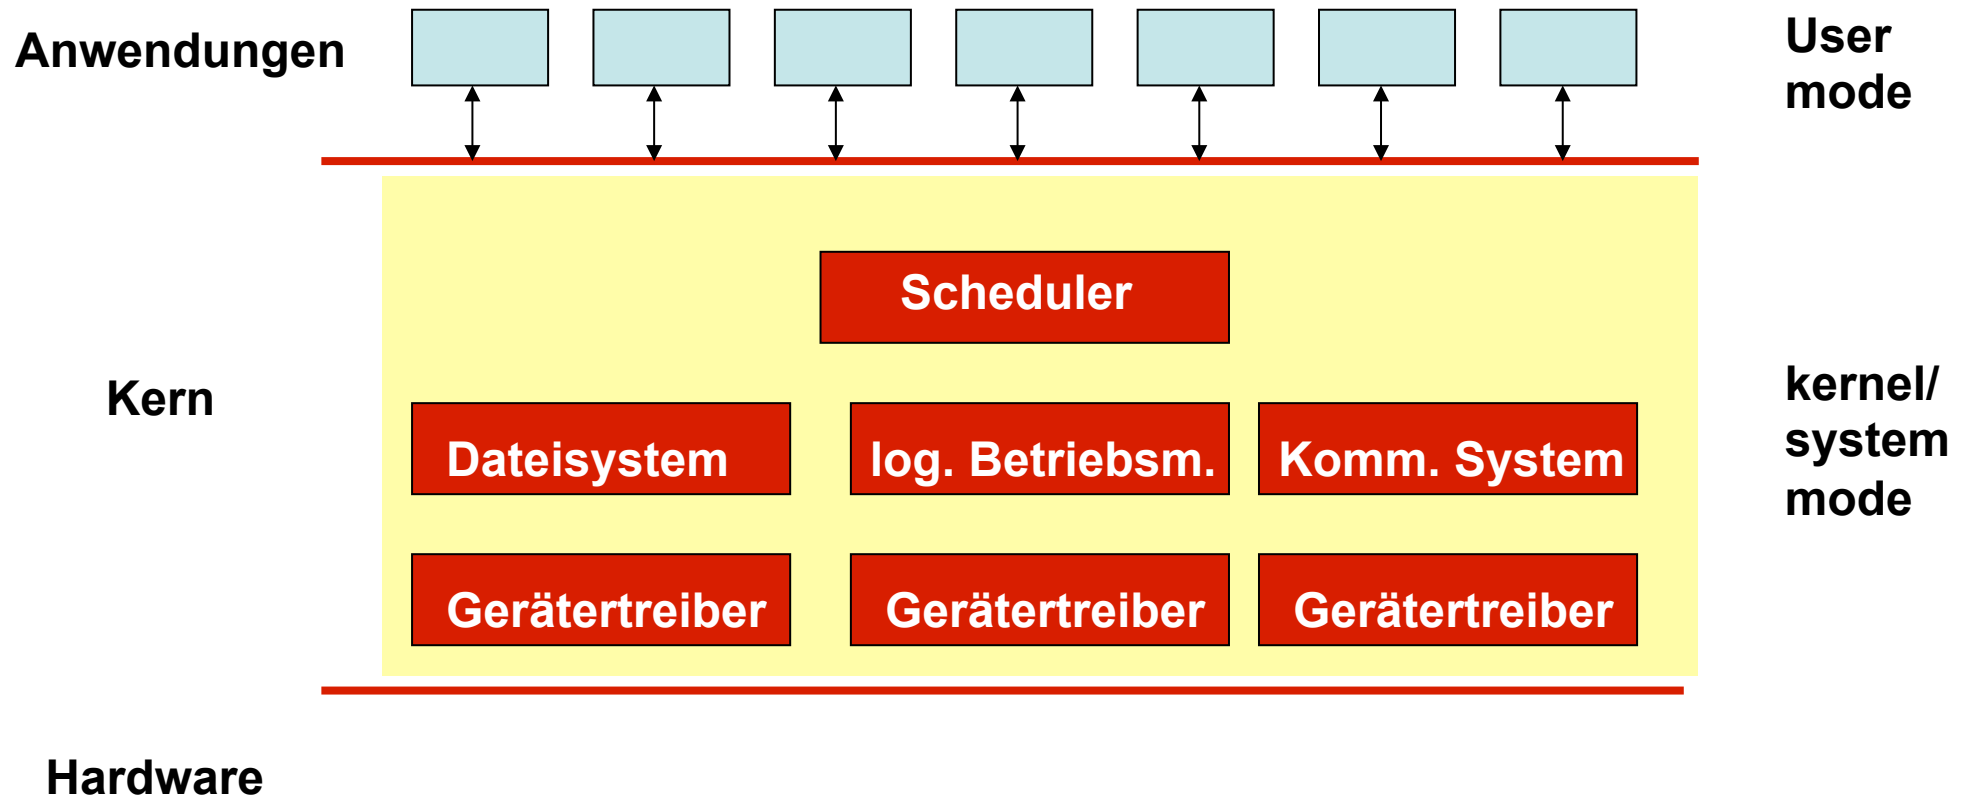 Anwendungen
User
mode
Scheduler
Kern
kernel/
system
mode
Dateisystem
log. Betriebsm.
Komm. System
Gerätertreiber
Gerätertreiber
Gerätertreiber
Hardware